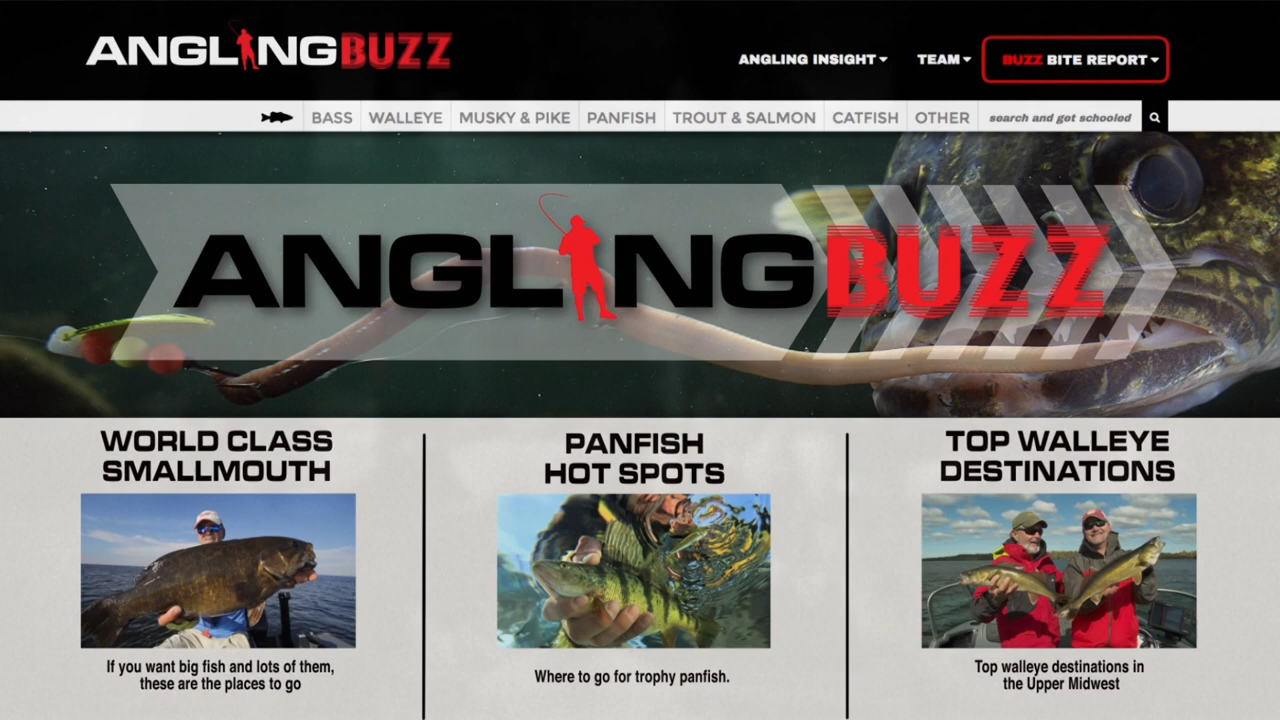 ANGLINGBUZZ
ANGLING INSIGHT
TEAM
BUZZ BITE REPORT
BASS
WALLEYE
MUSKY & PIKE
PANFISH
TROUT & SALMON
CATFISH
OTHER
search and get schooled
ANGLINGBUZZ
WORLD CLASS
SMALLMOUTH
If you want big fish and lots of them,
these are the places to go
PANFISH
HOT SPOTS
Where to go for trophy panfish.
TOP WALLEYE
DESTINATIONS
Top walleye destinations in
the Upper Midwest